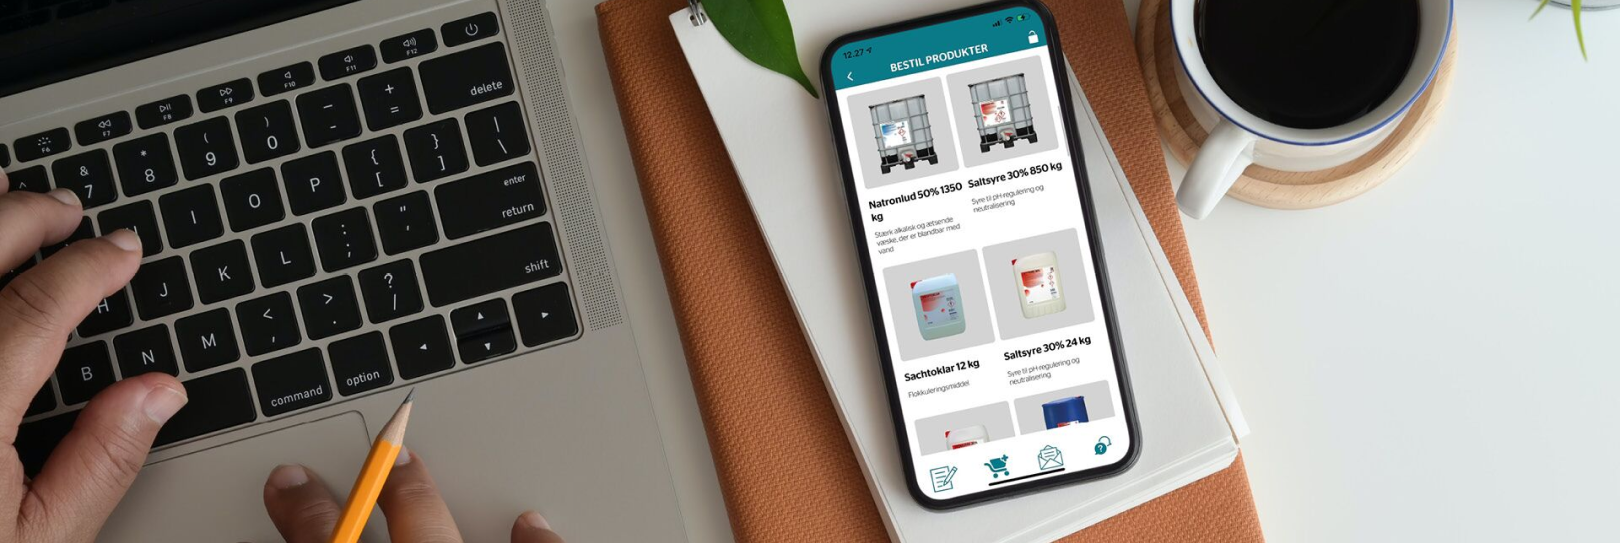 F6
F7
F8
F9
F10
F11
F12
&
7
*
8
(
9
)
0
_
-
+
=
delete
I
O
P
{
[
}
]
|
\
H
J
K
L
:
;
"
'
enter
return
B
N
M
<
,
>
.
?
/
shift
command
option
12.27
BESTIL PRODUKTER
Natronlud 50% 1350
kg
Stærk alkalisk og ætsende
væske, der er blandbar med
vand
Saltsyre 30% 850 kg
Syre til pH-regulering og
neutralisering
Sachtoklar 12 kg
Flokkuleringsmiddel
Saltsyre 30% 24 kg
Syre til pH-regulering og
neutralisering